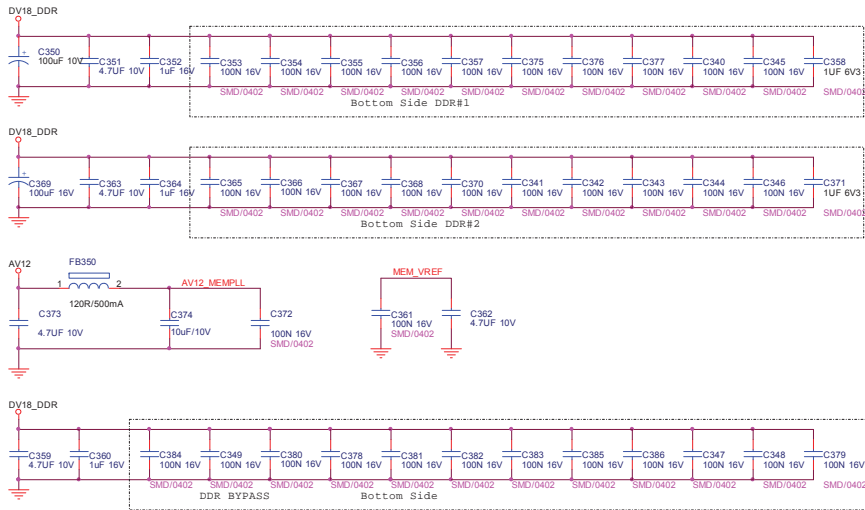 DV18_DDR
C350
100uF 10V
C351
4.7UF 10V
C352
1uF 16V
C353
100N 16V
SMD/0402
C354
100N 16V
SMD/0402
C355
100N 16V
SMD/0402
C356
100N 16V
SMD/0402
C357
100N 16V
SMD/0402
C375
100N 16V
SMD/0402
C376
100N 16V
SMD/0402
C377
100N 16V
SMD/0402
C340
100N 16V
SMD/0402
C345
100N 16V
SMD/0402
C358
1UF 6V3
SMD/0402
Bottom Side DDR#1
DV18_DDR
C369
100uF 16V
C363
4.7UF 10V
C364
1uF 16V
C365
100N 16V
SMD/0402
C366
100N 16V
SMD/0402
C367
100N 16V
SMD/0402
C368
100N 16V
SMD/0402
C370
100N 16V
SMD/0402
C341
100N 16V
SMD/0402
C342
100N 16V
SMD/0402
C343
100N 16V
SMD/0402
C344
100N 16V
SMD/0402
C346
100N 16V
SMD/0402
C371
1UF 6V3
SMD/0402
Bottom Side DDR#2
AV12
FB350
1 2
120R/500mA
AV12_MEMPLL
C373
4.7UF 10V
C374
10uF/10V
C372
100N 16V
SMD/0402
MEM_VREF
C361
100N 16V
SMD/0402
C362
4.7UF 10V
DV18_DDR
C359
4.7UF 10V
C360
1uF 16V
C384
100N 16V
SMD/0402
C349
100N 16V
SMD/0402
C380
100N 16V
SMD/0402
C378
100N 16V
SMD/0402
C381
100N 16V
SMD/0402
C382
100N 16V
SMD/0402
C383
100N 16V
SMD/0402
C385
100N 16V
SMD/0402
C386
100N 16V
SMD/0402
C347
100N 16V
SMD/0402
C348
100N 16V
SMD/0402
C379
100N 16V
SMD/0402
DDR BYPASS
Bottom Side